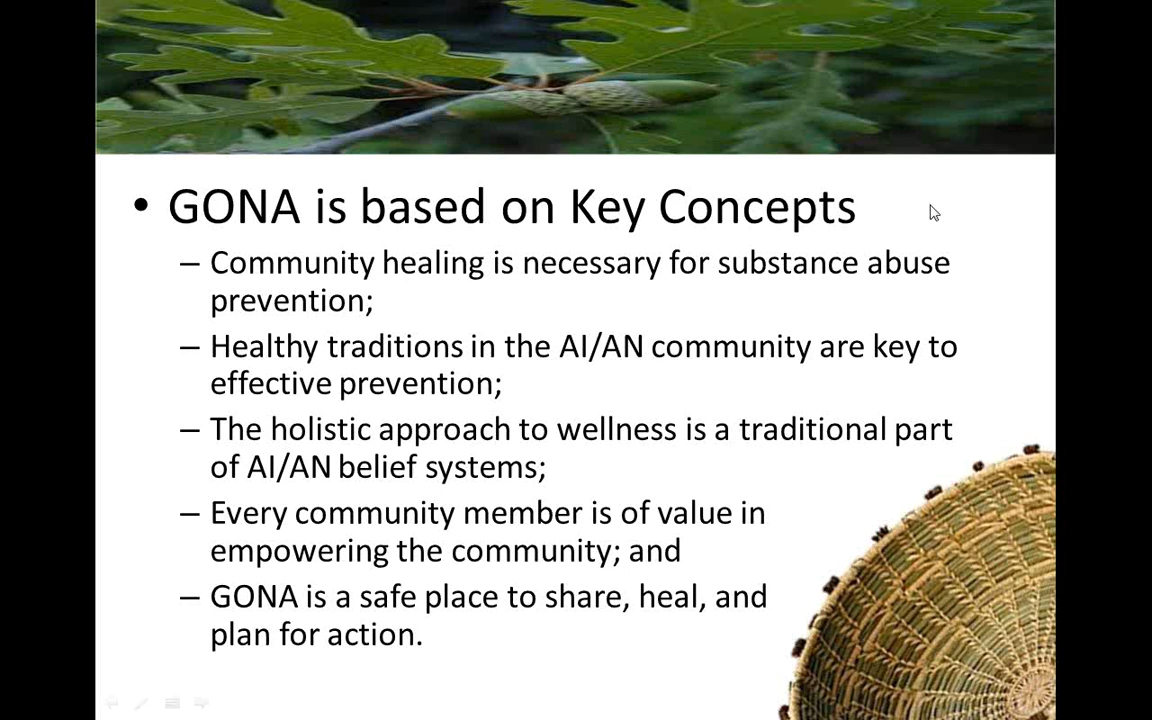 • GONA is based on Key Concepts
– Community healing is necessary for substance abuse
prevention;
– Healthy traditions in the AI/AN community are key to
effective prevention;
– The holistic approach to wellness is a traditional part
of AI/AN belief systems;
– Every community member is of value in
empowering the community; and
– GONA is a safe place to share, heal, and
plan for action.